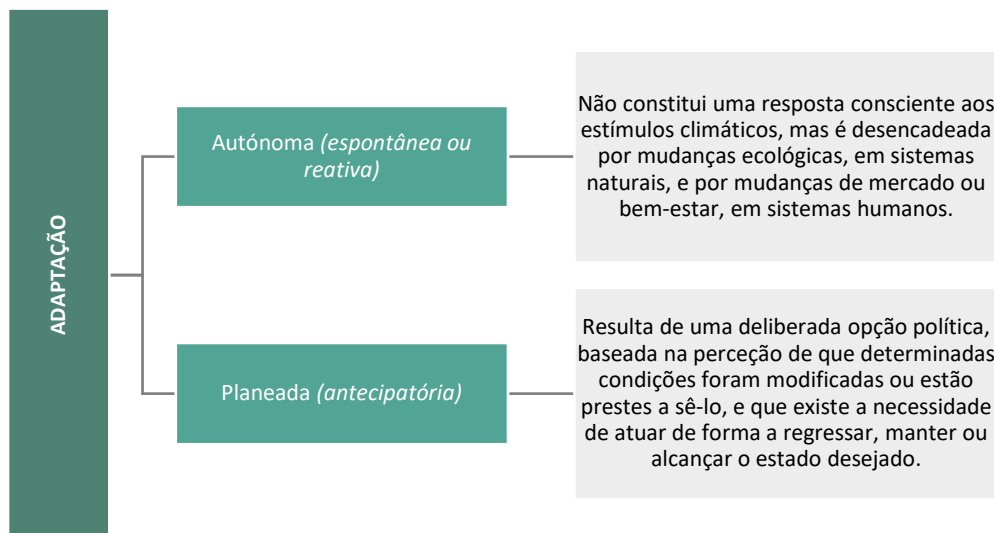 ADAPTAÇÃO
Autónoma (espontânea ou
reativa)
Não constitui uma resposta consciente aos
estímulos climáticos, mas é desencadeada
por mudanças ecológicas, em sistemas
naturais, e por mudanças de mercado ou
bem-estar, em sistemas humanos.
Planeada (antecipatória)
Resulta de uma deliberada opção política,
baseada na perceção de que determinadas
condições foram modificadas ou estão
prestes a sê-lo, e que existe a necessidade
de atuar de forma a regressar, manter ou
alcançar o estado desejado.